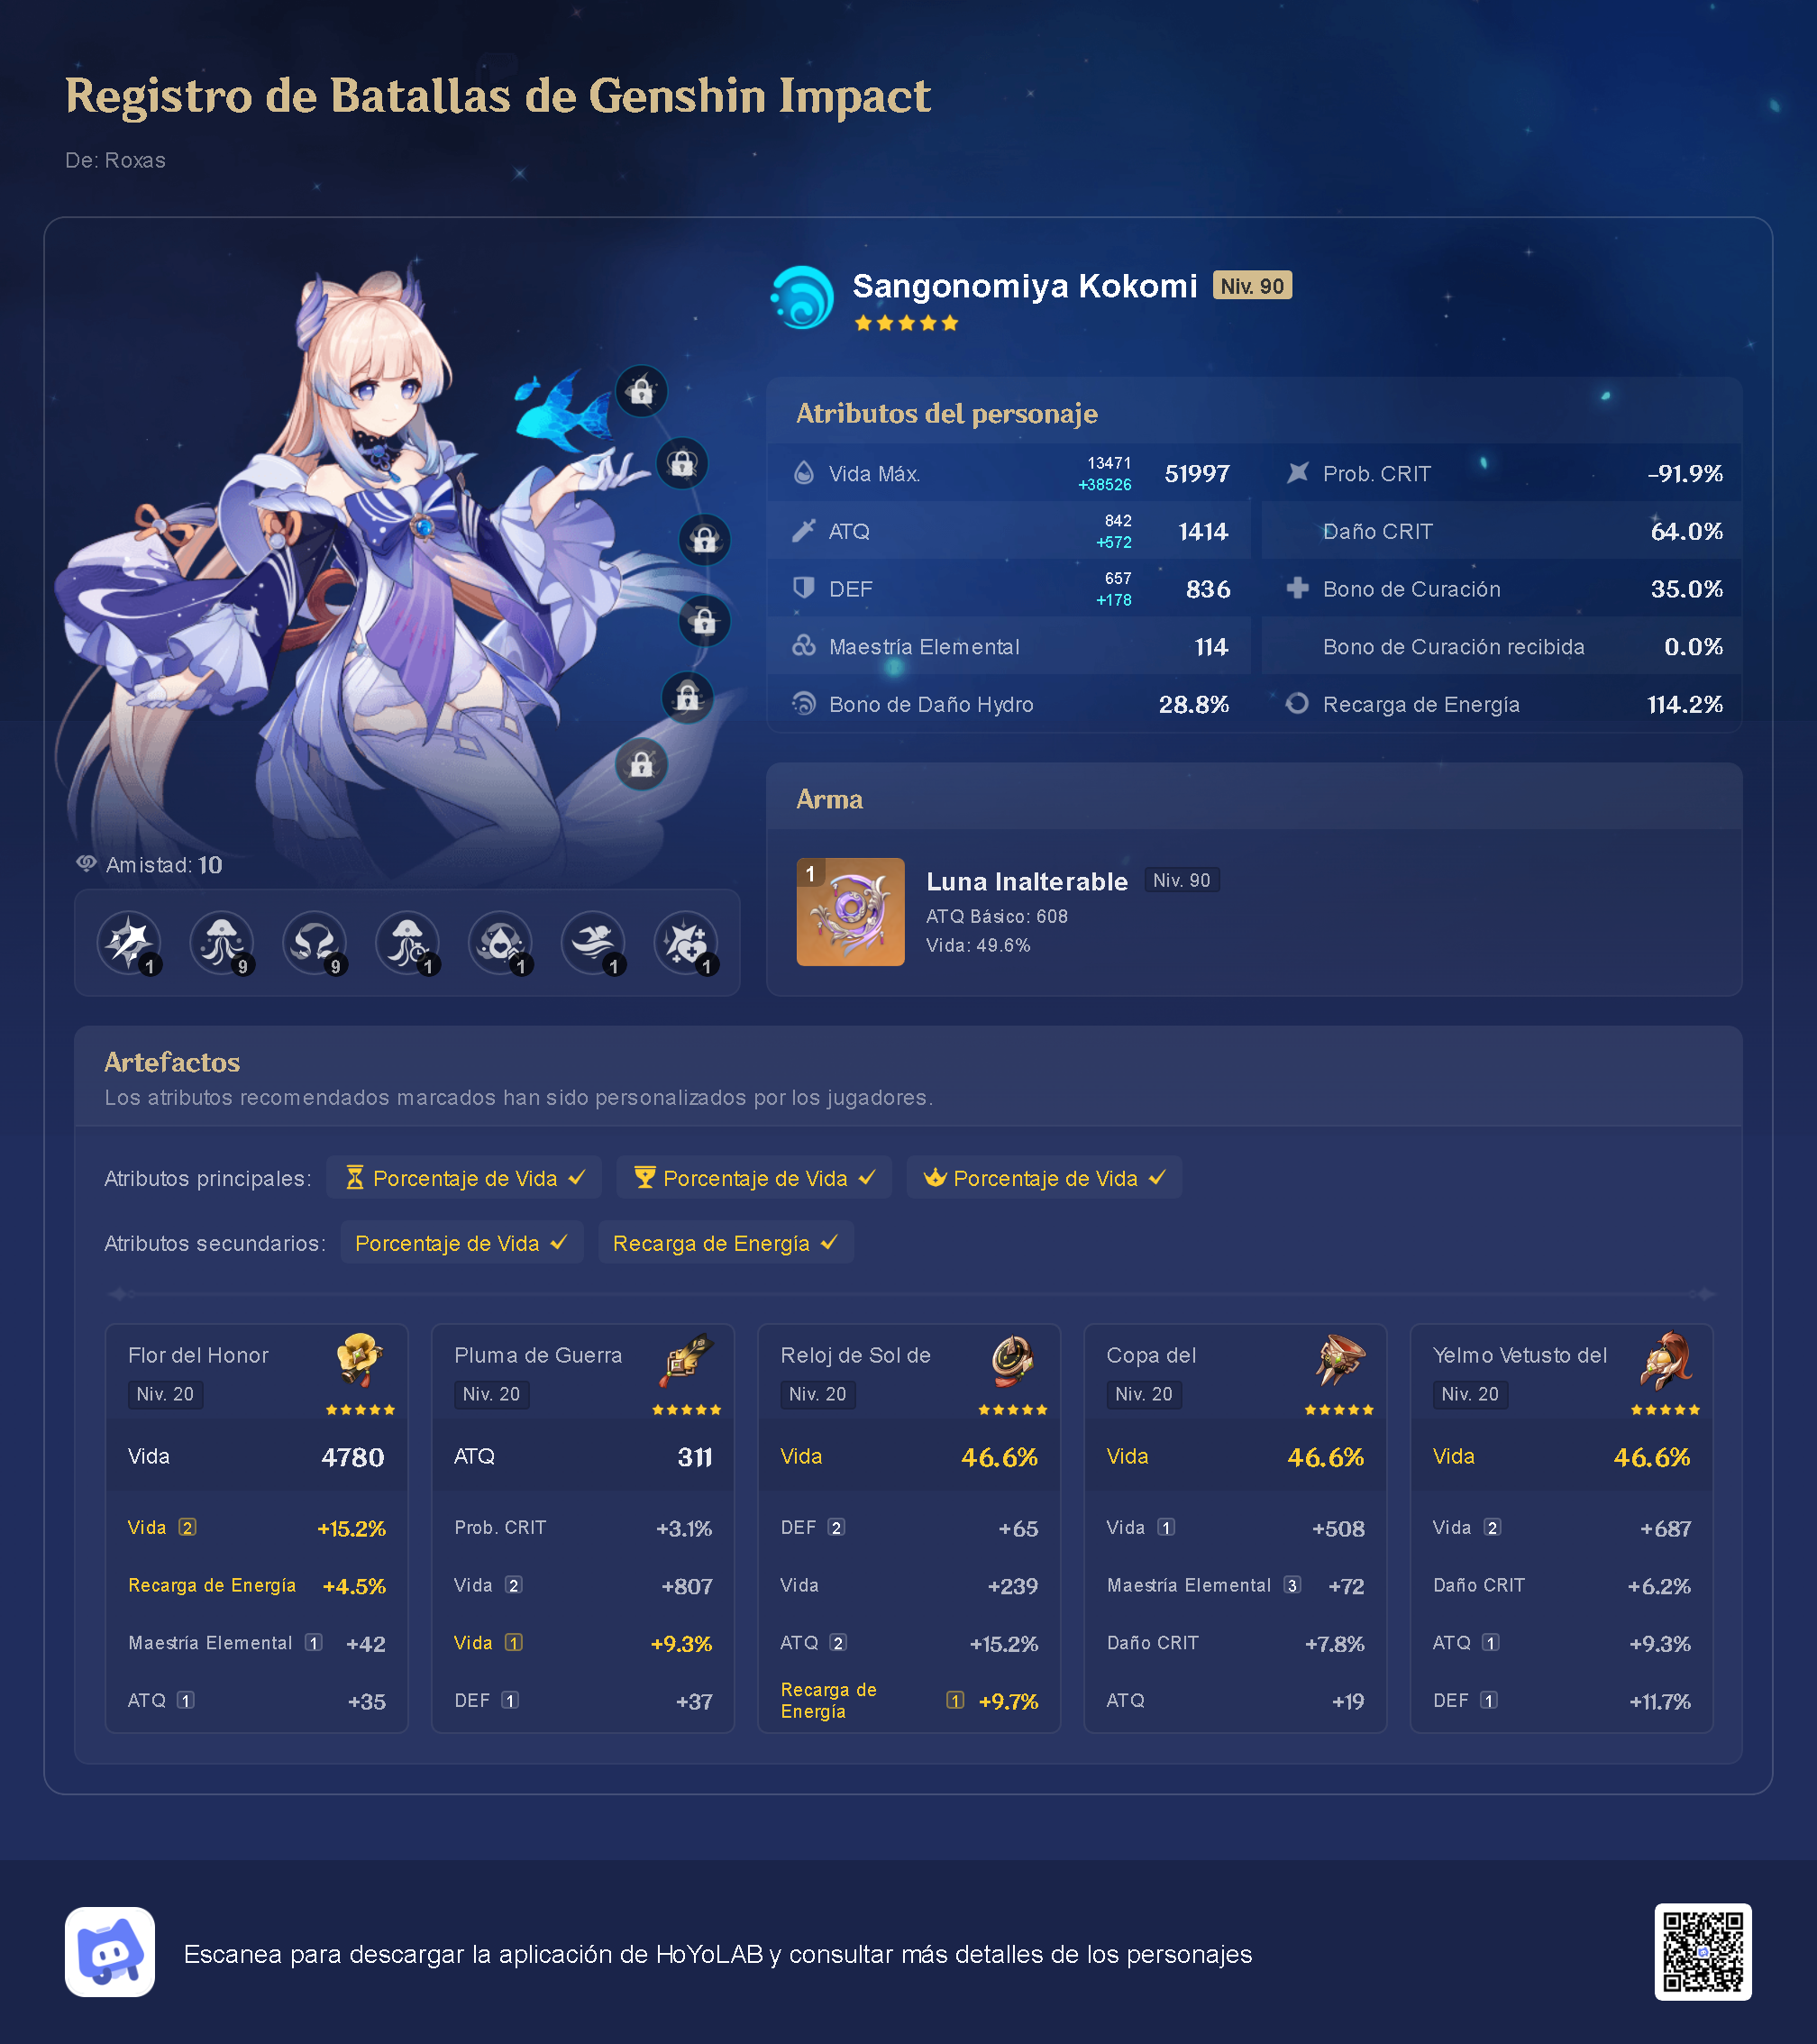 Registro de Batallas de Genshin Impact
De: Roxas
Sangonomiya Kokomi Niv. 90
Atributos del personaje
Vida Máx. 13471 +38526 51997
Prob. CRIT -91.9%
ATQ 842 +572 1414
Daño CRIT 64.0%
DEF 657 +178 836
Bono de Curación 35.0%
Maestría Elemental 114
Bono de Curación recibida 0.0%
Bono de Daño Hydro 28.8%
Recarga de Energía 114.2%
Amistad: 10
1 9 9 1 1 1 1
Arma
1
Luna Inalterable Niv. 90
ATQ Básico: 608
Vida: 49.6%
Artefactos
Los atributos recomendados marcados han sido personalizados por los jugadores.
Atributos principales: Porcentaje de Vida Porcentaje de Vida Porcentaje de Vida
Atributos secundarios: Porcentaje de Vida Recarga de Energía
Flor del Honor
Niv. 20
Vida 4780
Vida 2 +15.2%
Recarga de Energía +4.5%
Maestría Elemental 1 +42
ATQ 1 +35
Pluma de Guerra
Niv. 20
ATQ 311
Prob. CRIT +3.1%
Vida 2 +807
Vida 1 +9.3%
DEF 1 +37
Reloj de Sol de
Niv. 20
Vida 46.6%
DEF 2 +65
Vida +239
ATQ 2 +15.2%
Recarga de
Energía 1 +9.7%
Copa del
Niv. 20
Vida 46.6%
Vida 1 +508
Maestría Elemental 3 +72
Daño CRIT +7.8%
ATQ +19
Yelmo Vetusto del
Niv. 20
Vida 46.6%
Vida 2 +687
Daño CRIT +6.2%
ATQ 1 +9.3%
DEF 1 +11.7%
Escanea para descargar la aplicación de HoYoLAB y consultar más detalles de los personajes